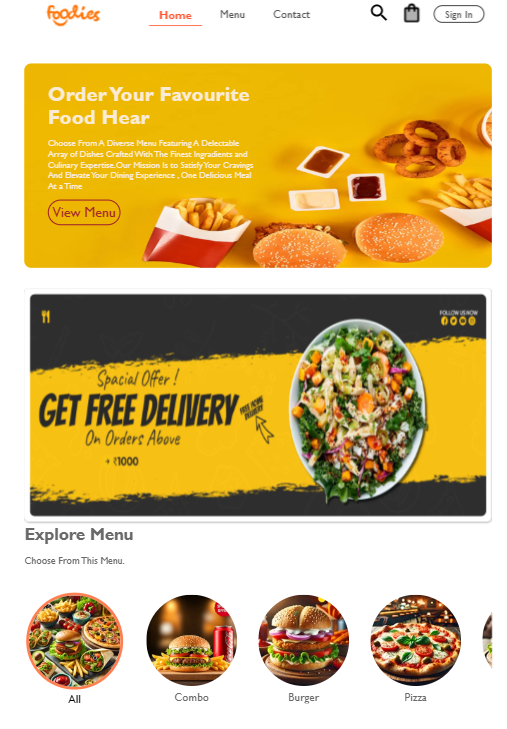 foodies
Home
Menu
Contact
Sign In
Order Your Favourite
Food Hear
Choose From A Diverse Menu Featuring A Delectable
Array of Dishes Crafted With The Finest Ingredients and
Culinary Expertise.Our Mission Is to Satisfy Your Cravings
And Elevate Your Dining Experience , One Delicious Meal
At a Time
View Menu
FOLLOW US NOW
Spacial Offer !
GET FREE DELIVERY
FREE HOME
DELIVERY
On Orders Above
+ ₹1000
Explore Menu
Choose From This Menu.
All
Combo
Burger
Pizza